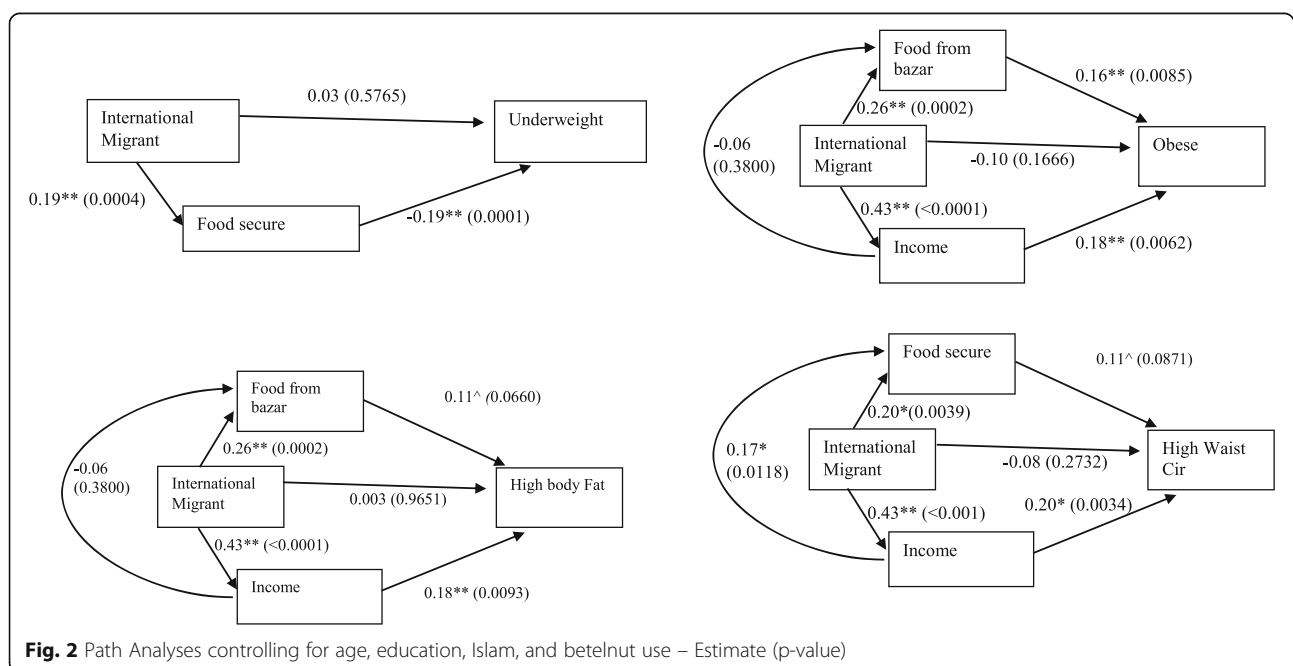 0.03 (0.5765)
International
Migrant
Underweight
0.19** (0.0004)
-0.19** (0.0001)
Food secure
Food from
bazar
0.16** (0.0085)
0.26** (0.0002)
-0.06
(0.3800)
International
Migrant
-0.10 (0.1666)
Obese
0.43** (<0.0001)
Income
0.18** (0.0062)
Food from
bazar
0.11^ (0.0660)
0.26** (0.0002)
-0.06
(0.3800)
International
Migrant
0.003 (0.9651)
High body Fat
0.43** (<0.0001)
Income
0.18** (0.0093)
Food secure
0.11^ (0.0871)
0.20*(0.0039)
0.17*
(0.0118)
International
Migrant
-0.08 (0.2732)
High Waist
Cir
0.43** (<0.001)
0.20* (0.0034)
Income
Fig. 2 Path Analyses controlling for age, education, Islam, and betelnut use – Estimate (p-value)